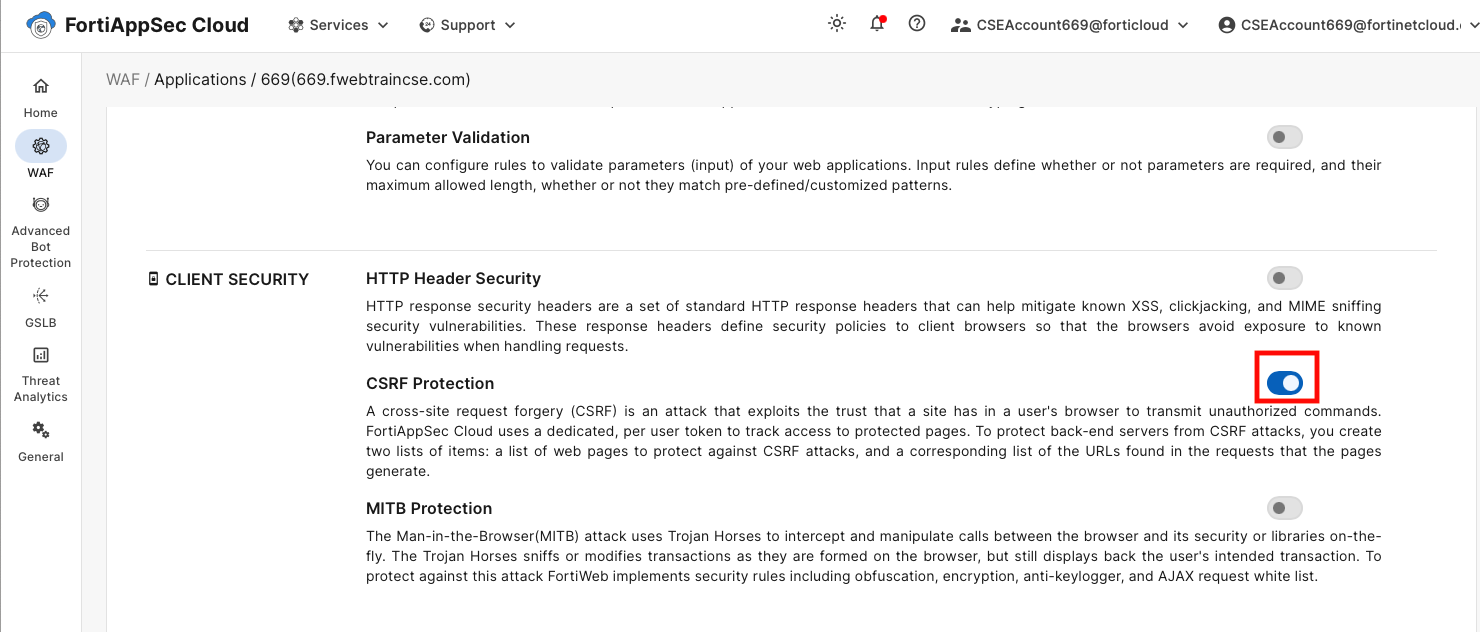 FortiAppSec Cloud
Services
Support
CSEAccount669@forticloud
CSEAccount669@fortinetcloud.
WAF / Applications / 669(669.fwebtraincse.com)
Home
WAF
Advanced
Bot
Protection
GSLB
Threat
Analytics
General
Parameter Validation
You can configure rules to validate parameters (input) of your web applications. Input rules define whether or not parameters are required, and their
maximum allowed length, whether or not they match pre-defined/customized patterns.
CLIENT SECURITY
HTTP Header Security
HTTP response security headers are a set of standard HTTP response headers that can help mitigate known XSS, clickjacking, and MIME sniffing
security vulnerabilities. These response headers define security policies to client browsers so that the browsers avoid exposure to known
vulnerabilities when handling requests.
CSRF Protection
A cross-site request forgery (CSRF) is an attack that exploits the trust that a site has in a user's browser to transmit unauthorized commands.
FortiAppSec Cloud uses a dedicated, per user token to track access to protected pages. To protect back-end servers from CSRF attacks, you create
two lists of items: a list of web pages to protect against CSRF attacks, and a corresponding list of the URLs found in the requests that the pages
generate.
MITB Protection
The Man-in-the-Browser(MITB) attack uses Trojan Horses to intercept and manipulate calls between the browser and its security or libraries on-the-
fly. The Trojan Horses sniffs or modifies transactions as they are formed on the browser, but still displays back the user's intended transaction. To
protect against this attack FortiWeb implements security rules including obfuscation, encryption, anti-keylogger, and AJAX request white list.